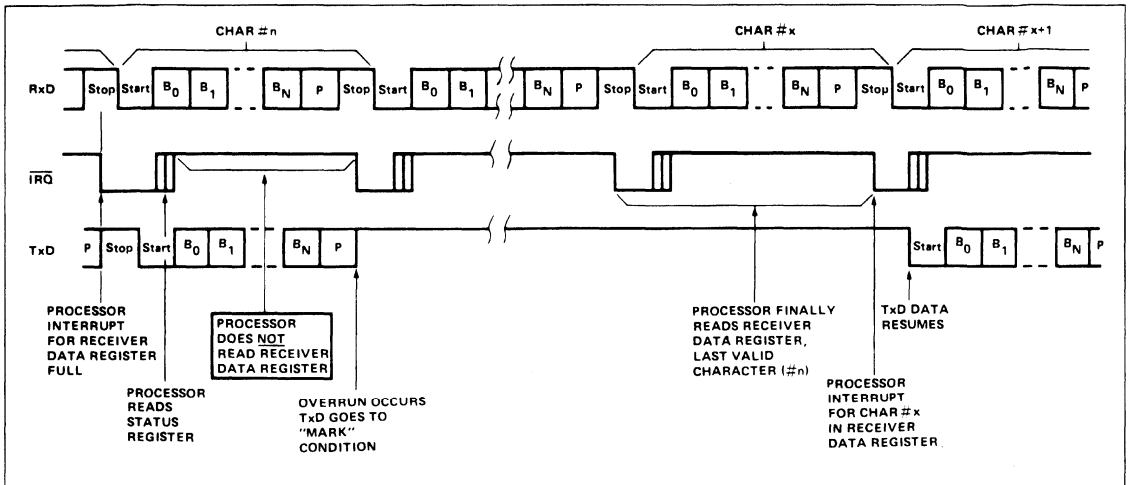 CHAR #n CHAR #x CHAR #x+1
RxD Stop Start B0 B1 BN P Stop Start B0 B1 BN P Stop Start B0 B1 BN P Stop Start B0 B1 BN P
IRQ
TxD P Stop Start B0 B1 BN P Start B0 B1 BN P
PROCESSOR
INTERRUPT
FOR RECEIVER
DATA REGISTER
FULL
PROCESSOR
READS
STATUS
REGISTER
PROCESSOR
DOES NOT
READ RECEIVER
DATA REGISTER
OVERRUN OCCURS
TxD GOES TO
"MARK"
CONDITION
PROCESSOR FINALLY
READS RECEIVER
DATA REGISTER,
LAST VALID
CHARACTER (#n)
PROCESSOR
INTERRUPT
FOR CHAR #x
IN RECEIVER
DATA REGISTER
TxD DATA
RESUMES